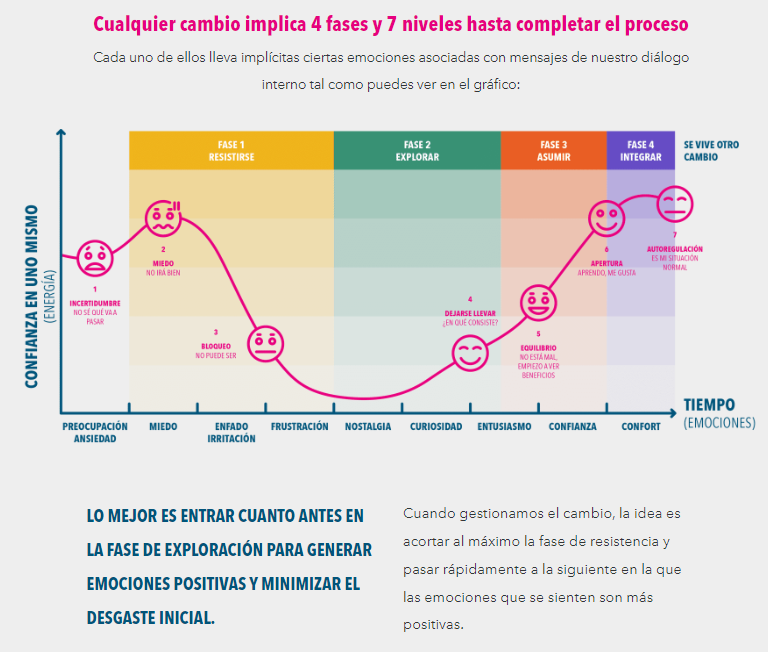 Cualquier cambio implica 4 fases y 7 niveles hasta completar el proceso
Cada uno de ellos lleva implícitas ciertas emociones asociadas con mensajes de nuestro diálogo
interno tal como puedes ver en el gráfico:
CONFIANZA EN UNO MISMO
(ENERGÍA)
FASE 1
RESISTIRSE
FASE 2
EXPLORAR
FASE 3
ASUMIR
FASE 4
INTEGRAR
SE VIVE OTRO
CAMBIO
1
INCERTIDUMBRE
NO SÉ QUÉ VA A
PASAR
2
MIEDO
NO IRÁ BIEN
3
BLOQUEO
NO PUEDE SER
4
DEJARSE LLEVAR
¿EN QUÉ CONSISTE?
5
EQUILIBRIO
NO ESTÁ MAL,
EMPIEZO A VER
BENEFICIOS
6
APERTURA
APRENDO, ME GUSTA
7
AUTOREGULACIÓN
ES MI SITUACIÓN
NORMAL
PREOCUPACIÓN
ANSIEDAD
MIEDO
ENFADO
IRRITACIÓN
FRUSTRACIÓN
NOSTALGIA
CURIOSIDAD
ENTUSIASMO
CONFIANZA
CONFORT
TIEMPO
(EMOCIONES)
LO MEJOR ES ENTRAR CUANTO ANTES EN
LA FASE DE EXPLORACIÓN PARA GENERAR
EMOCIONES POSITIVAS Y MINIMIZAR EL
DESGASTE INICIAL.
Cuando gestionamos el cambio, la idea es
acortar al máximo la fase de resistencia y
pasar rápidamente a la siguiente en la que
las emociones que se sienten son más
positivas.